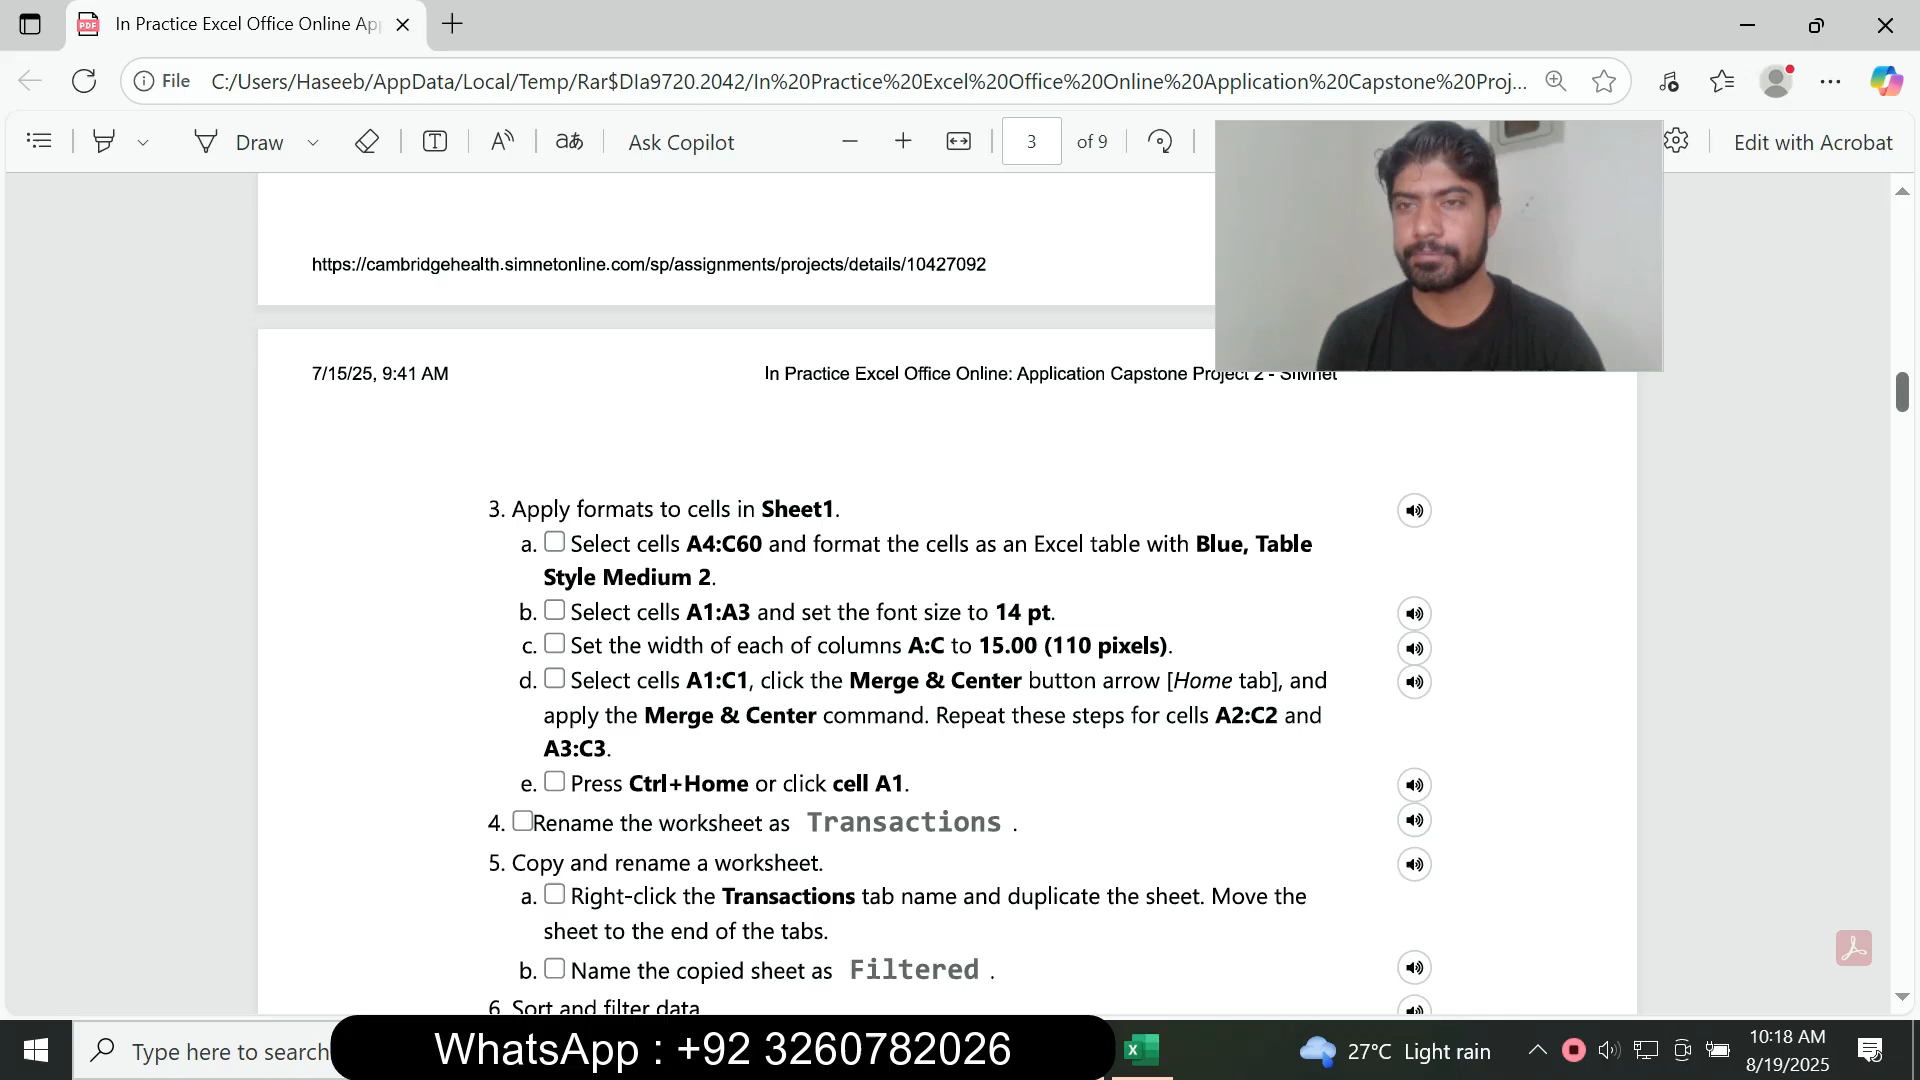 In Practice Excel Office Online Ap
File C:/Users/Haseeb/AppData/Local/Temp/Rar$DIa9720.2042/In%20Practice%20Excel%20Office%20Online%20Application%20Capstone%20Proj...
Draw
aあ
Ask Copilot
3 of 9
Edit with Acrobat
https://cambridgehealth.simnetonline.com/sp/assignments/projects/details/10427092
7/15/25, 9:41 AM
In Practice Excel Office Online: Application Capstone Project 2 - SIMnet
3. Apply formats to cells in Sheet1.
a. Select cells A4:C60 and format the cells as an Excel table with Blue, Table
Style Medium 2.
b. Select cells A1:A3 and set the font size to 14 pt.
c. Set the width of each of columns A:C to 15.00 (110 pixels).
d. Select cells A1:C1, click the Merge & Center button arrow [Home tab], and
apply the Merge & Center command. Repeat these steps for cells A2:C2 and
A3:C3.
e. Press Ctrl+Home or click cell A1.
4. Rename the worksheet as Transactions .
5. Copy and rename a worksheet.
a. Right-click the Transactions tab name and duplicate the sheet. Move the
sheet to the end of the tabs.
b. Name the copied sheet as Filtered .
6. Sort and filter data
Type here to search
WhatsApp : +92 3260782026
27°C Light rain
10:18 AM
8/19/2025